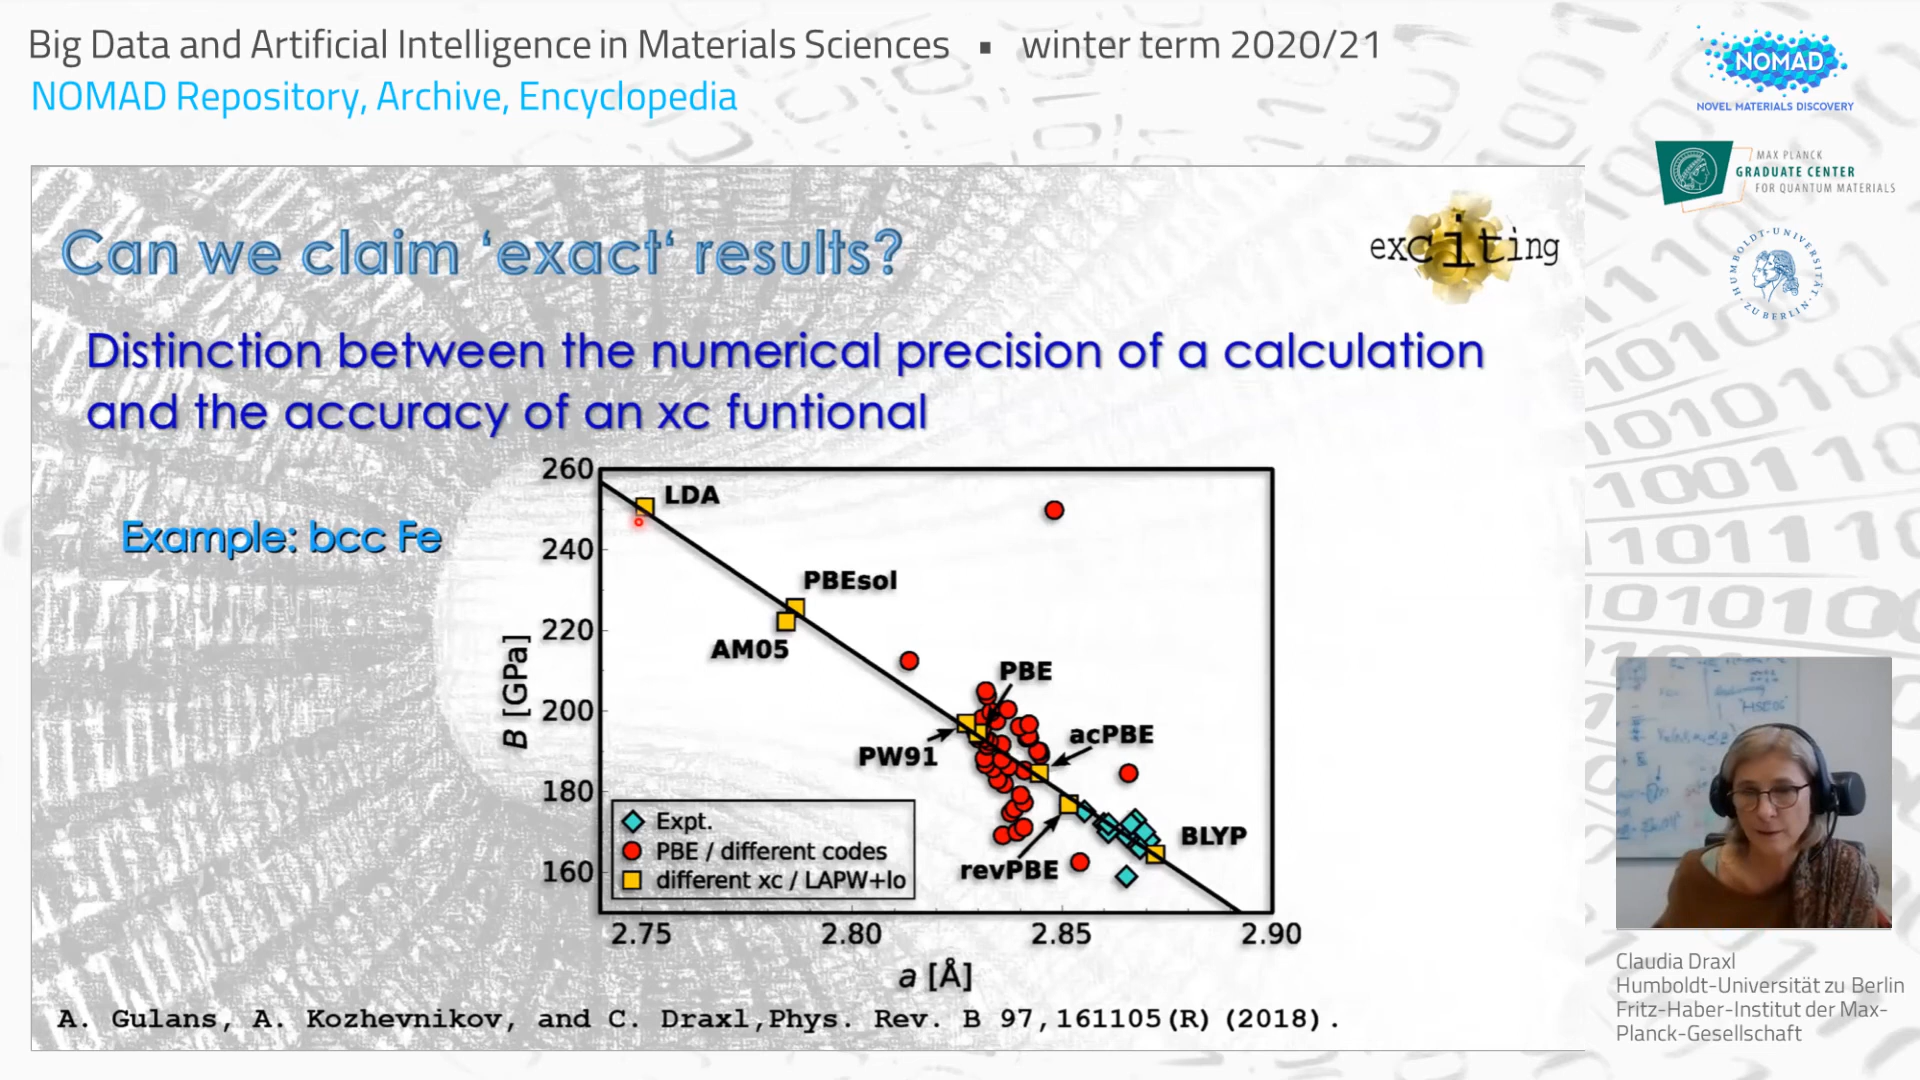 Big Data and Artificial Intelligence in Materials Sciences ▪ winter term 2020/21
NOMAD Repository, Archive, Encyclopedia
NOMAD
NOVEL MATERIALS DISCOVERY
MAX PLANCK
GRADUATE CENTER
FOR QUANTUM MATERIALS
HUMBOLDT-UNIVERSITÄT ZU BERLIN
Can we claim ‘exact‘ results?
exciting
Distinction between the numerical precision of a calculation
and the accuracy of an xc funtional
Example: bcc Fe
260
240
220
200
180
160
B [GPa]
LDA
PBEsol
AM05
PBE
PW91
acPBE
revPBE
BLYP
Expt.
PBE / different codes
different xc / LAPW+lo
2.75 2.80 2.85 2.90
a [Å]
A. Gulans, A. Kozhevnikov, and C. Draxl,Phys. Rev. B 97,161105(R) (2018).
Claudia Draxl
Humboldt-Universität zu Berlin
Fritz-Haber-Institut der Max-
Planck-Gesellschaft